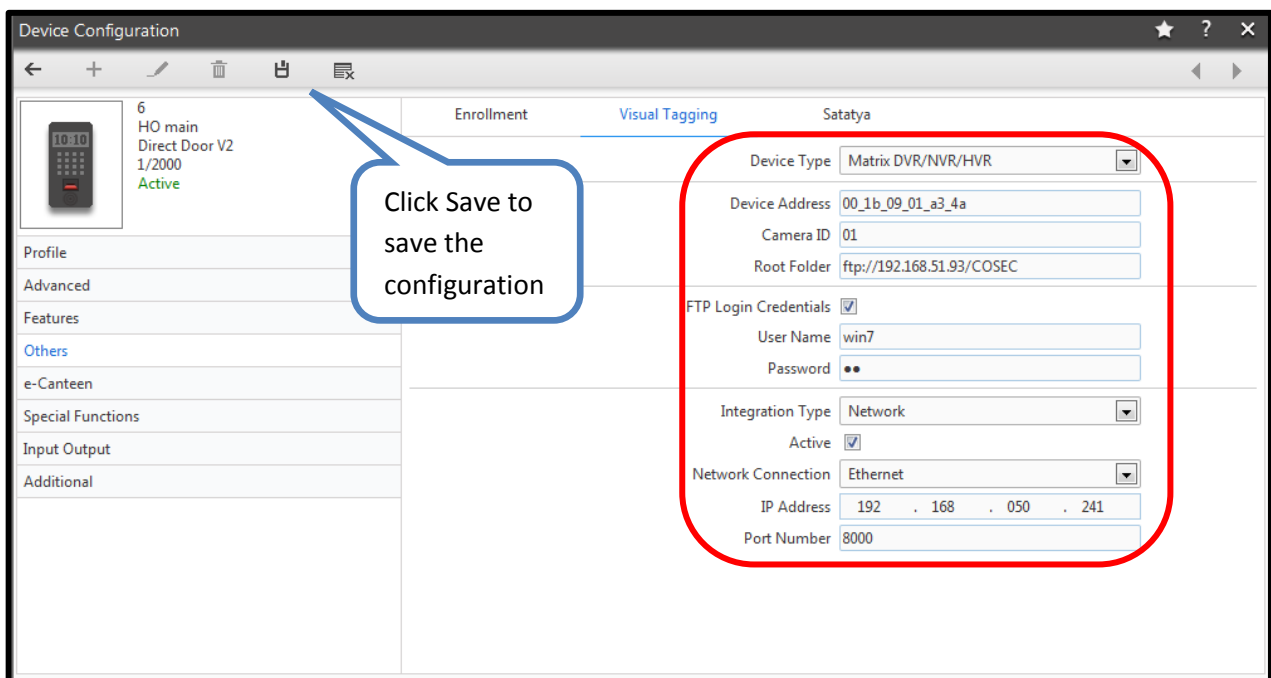 Device Configuration
?
6
HO main
Direct Door V2
1/2000
Active
10:10
Profile
Advanced
Features
Others
e-Canteen
Special Functions
Input Output
Additional
Click Save to
save the
configuration
Enrollment Visual Tagging Satatya
Device Type Matrix DVR/NVR/HVR
Device Address 00_1b_09_01_a3_4a
Camera ID 01
Root Folder ftp://192.168.51.93/COSEC
FTP Login Credentials
User Name win7
Password ●●
Integration Type Network
Active
Network Connection Ethernet
IP Address 192 . 168 . 050 . 241
Port Number 8000